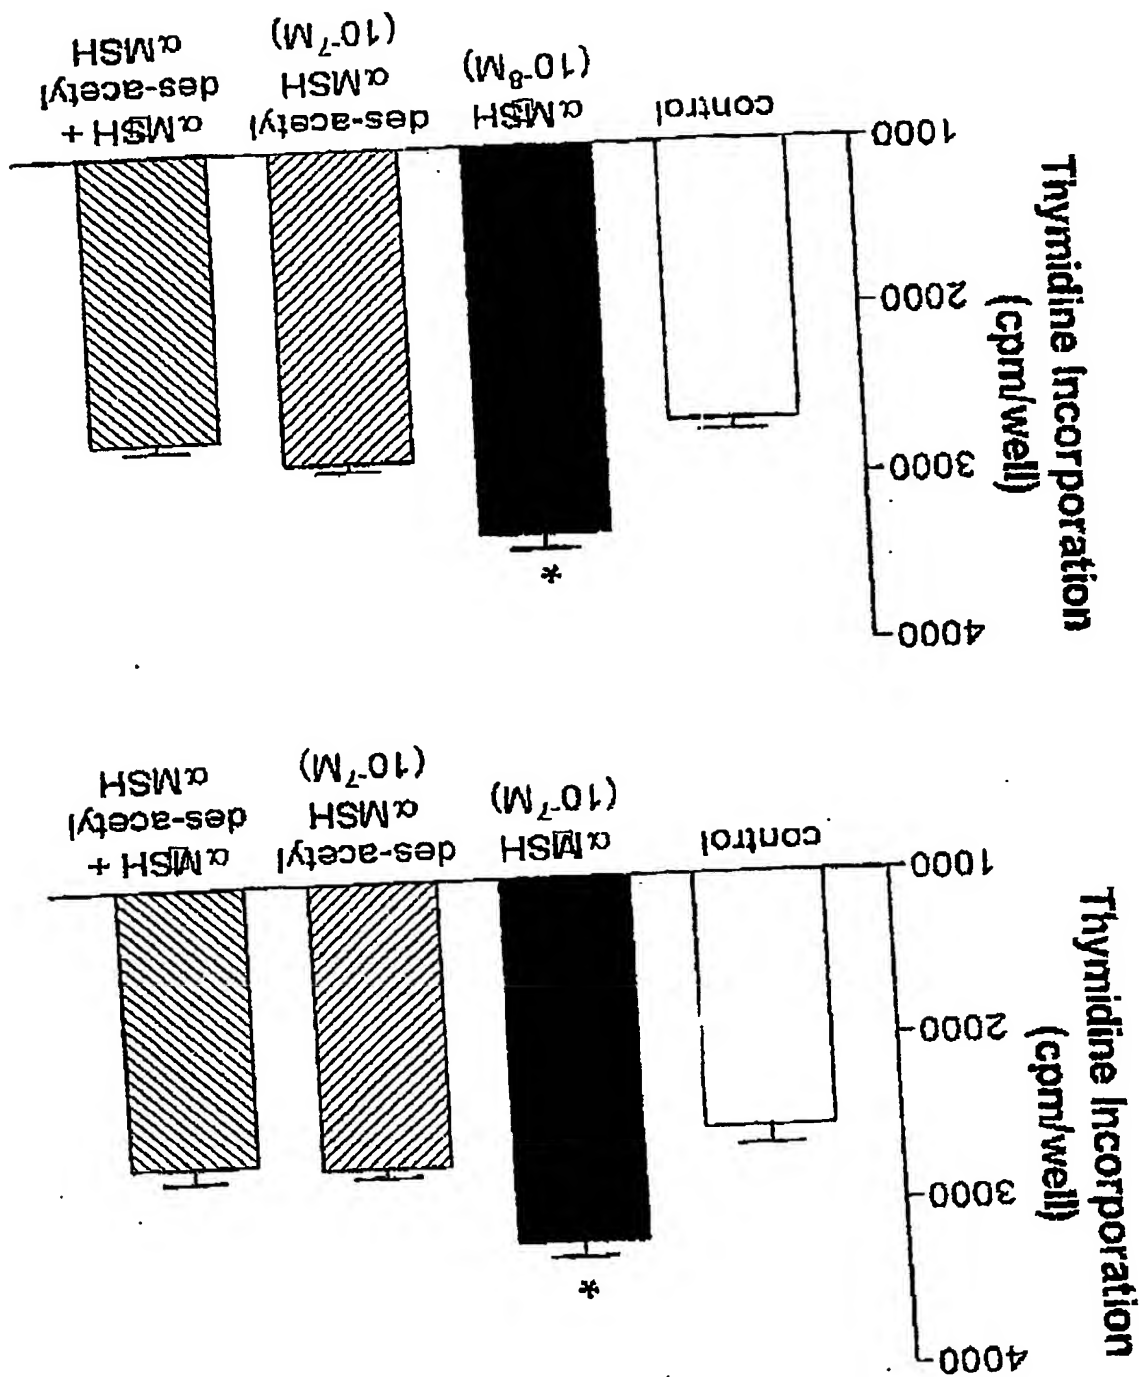 Thymidine Incorporation
(cpm/well)
4000
3000
2000
1000
*
control
αMSH
(10⁻⁷M)
des-acetyl
αMSH
(10⁻⁷M)
αMSH +
des-acetyl
αMSH
Thymidine Incorporation
(cpm/well)
4000
3000
2000
1000
*
control
αMSH
(10⁻⁸M)
des-acetyl
αMSH
(10⁻⁷M)
αMSH +
des-acetyl
αMSH